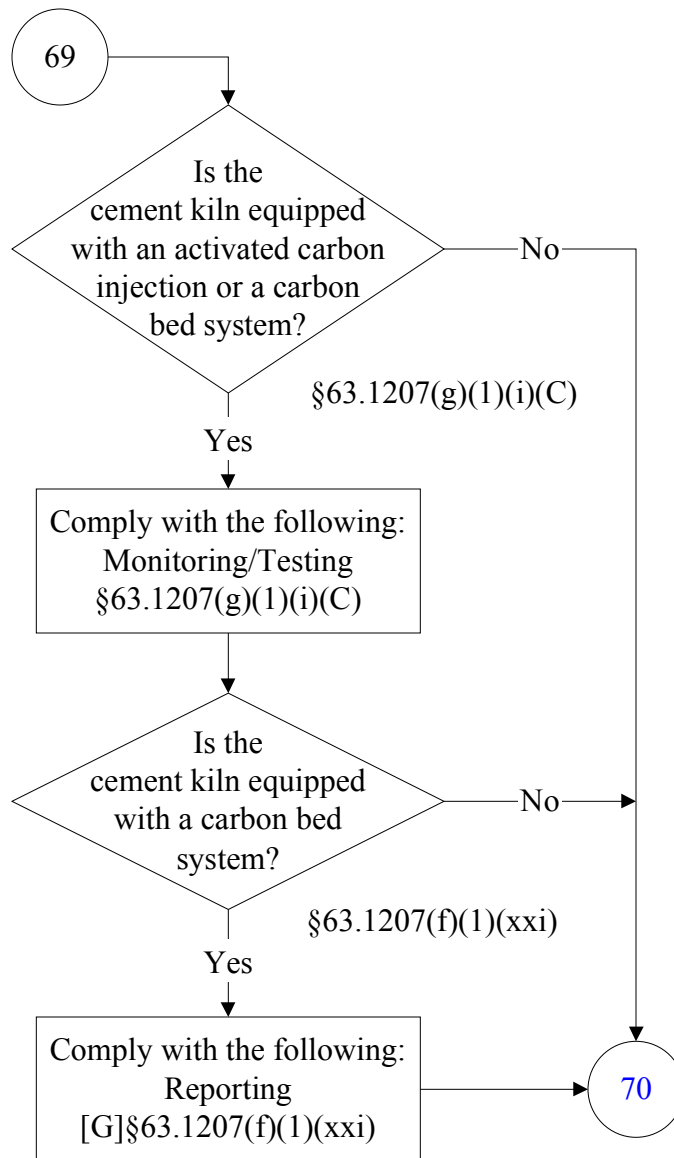 69
Is the
cement kiln equipped
with an activated carbon
injection or a carbon
bed system?
No
§63.1207(g)(1)(i)(C)
Yes
Comply with the following:
Monitoring/Testing
§63.1207(g)(1)(i)(C)
Is the
cement kiln equipped
with a carbon bed
system?
No
§63.1207(f)(1)(xxi)
Yes
Comply with the following:
Reporting
[G]§63.1207(f)(1)(xxi)
70